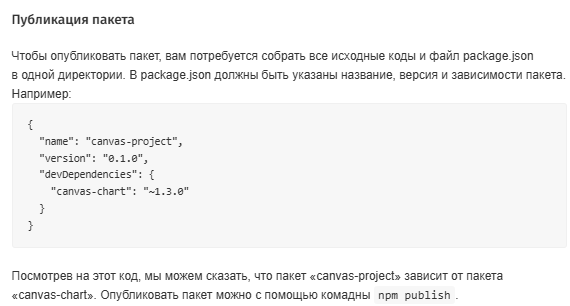 Публикация пакета
Чтобы опубликовать пакет, вам потребуется собрать все исходные коды и файл package.json
в одной директории. В package.json должны быть указаны название, версия и зависимости пакета.
Например:
{
  "name": "canvas-project",
  "version": "0.1.0",
  "devDependencies": {
    "canvas-chart": "~1.3.0"
  }
}
Посмотрев на этот код, мы можем сказать, что пакет «canvas-project» зависит от пакета
«canvas-chart». Опубликовать пакет можно с помощью комадны npm publish .